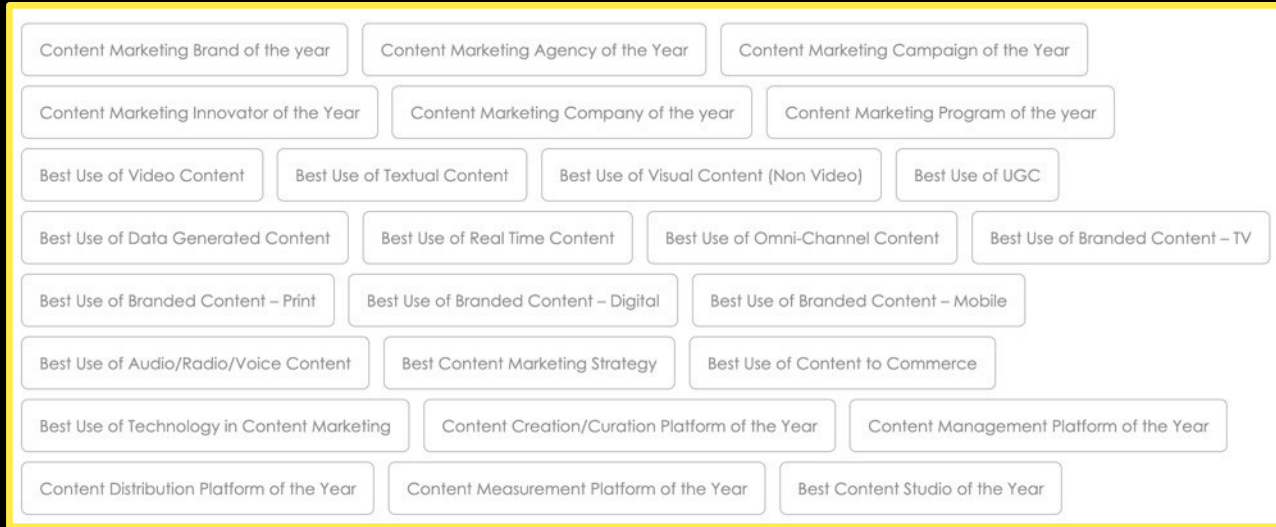 Content Marketing Brand of the year Content Marketing Agency of the Year Content Marketing Campaign of the Year
Content Marketing Innovator of the Year Content Marketing Company of the year Content Marketing Program of the year
Best Use of Video Content Best Use of Textual Content Best Use of Visual Content (Non Video) Best Use of UGC
Best Use of Data Generated Content Best Use of Real Time Content Best Use of Omni-Channel Content Best Use of Branded Content – TV
Best Use of Branded Content – Print Best Use of Branded Content – Digital Best Use of Branded Content – Mobile
Best Use of Audio/Radio/Voice Content Best Content Marketing Strategy Best Use of Content to Commerce
Best Use of Technology in Content Marketing Content Creation/Curation Platform of the Year Content Management Platform of the Year
Content Distribution Platform of the Year Content Measurement Platform of the Year Best Content Studio of the Year